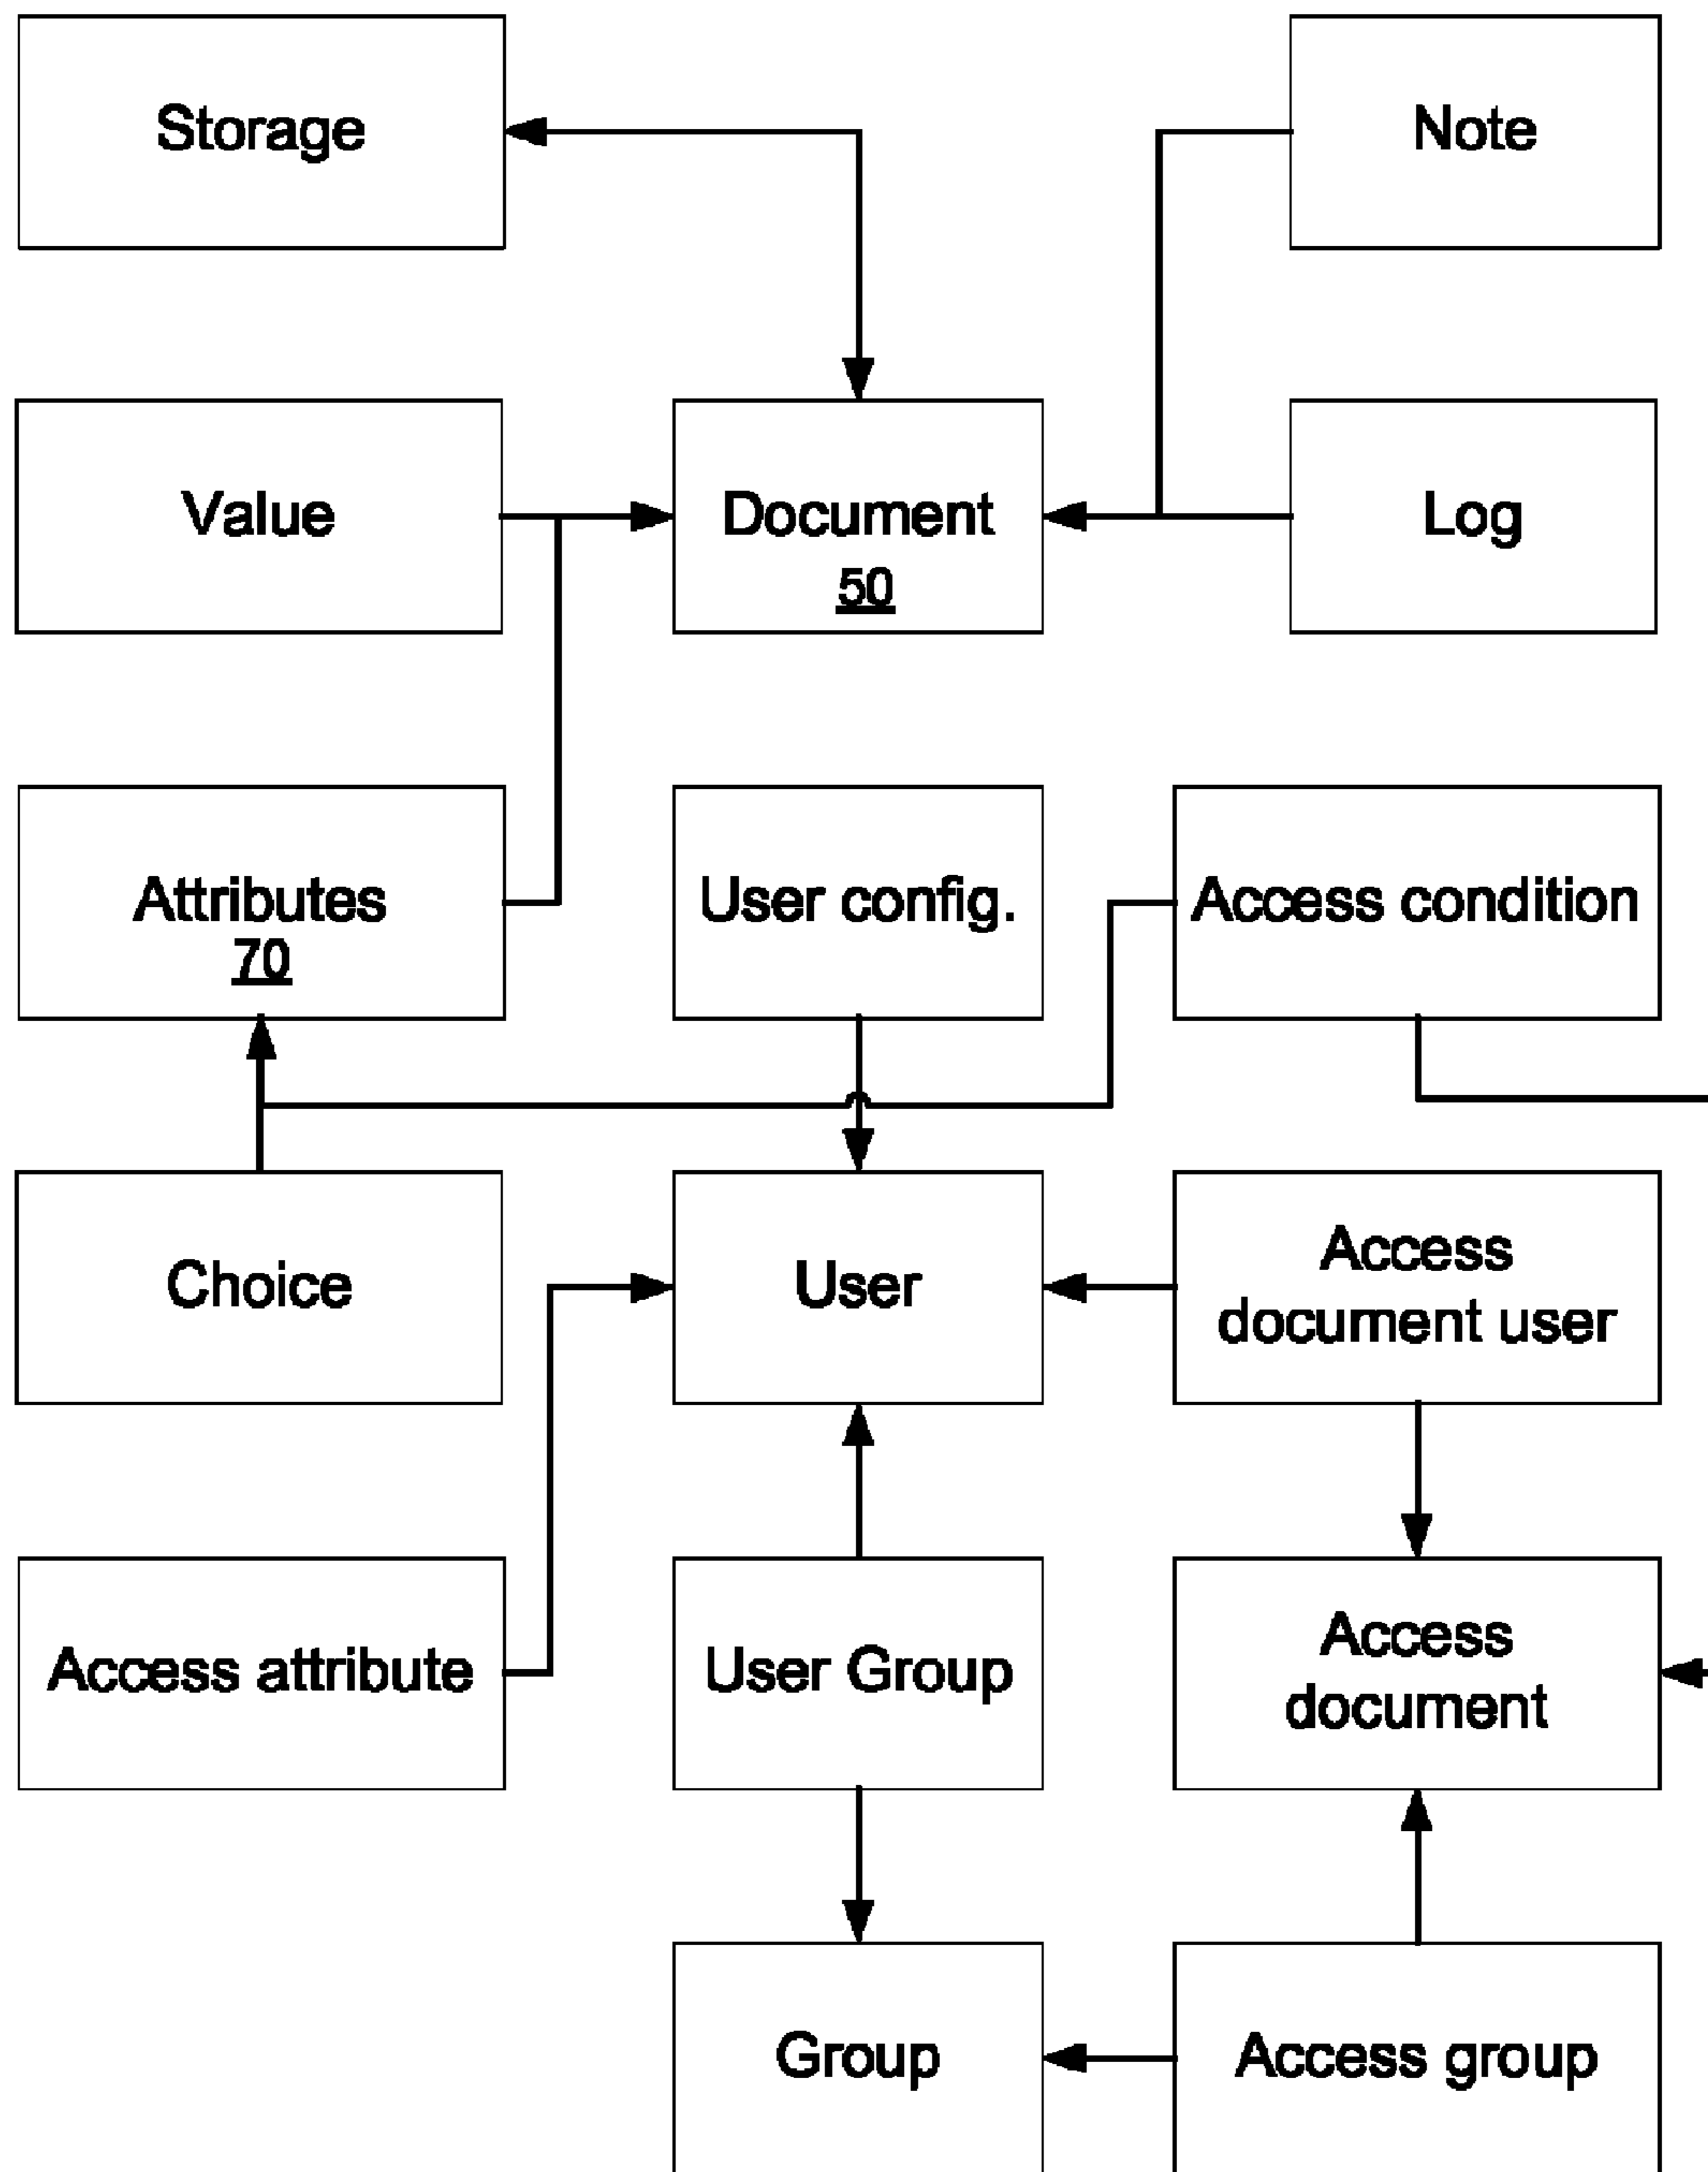 Storage
Note
Value
Document
50
Log
Attributes
70
User config.
Access condition
Choice
User
Access
document user
Access attribute
User Group
Access
document
Group
Access group